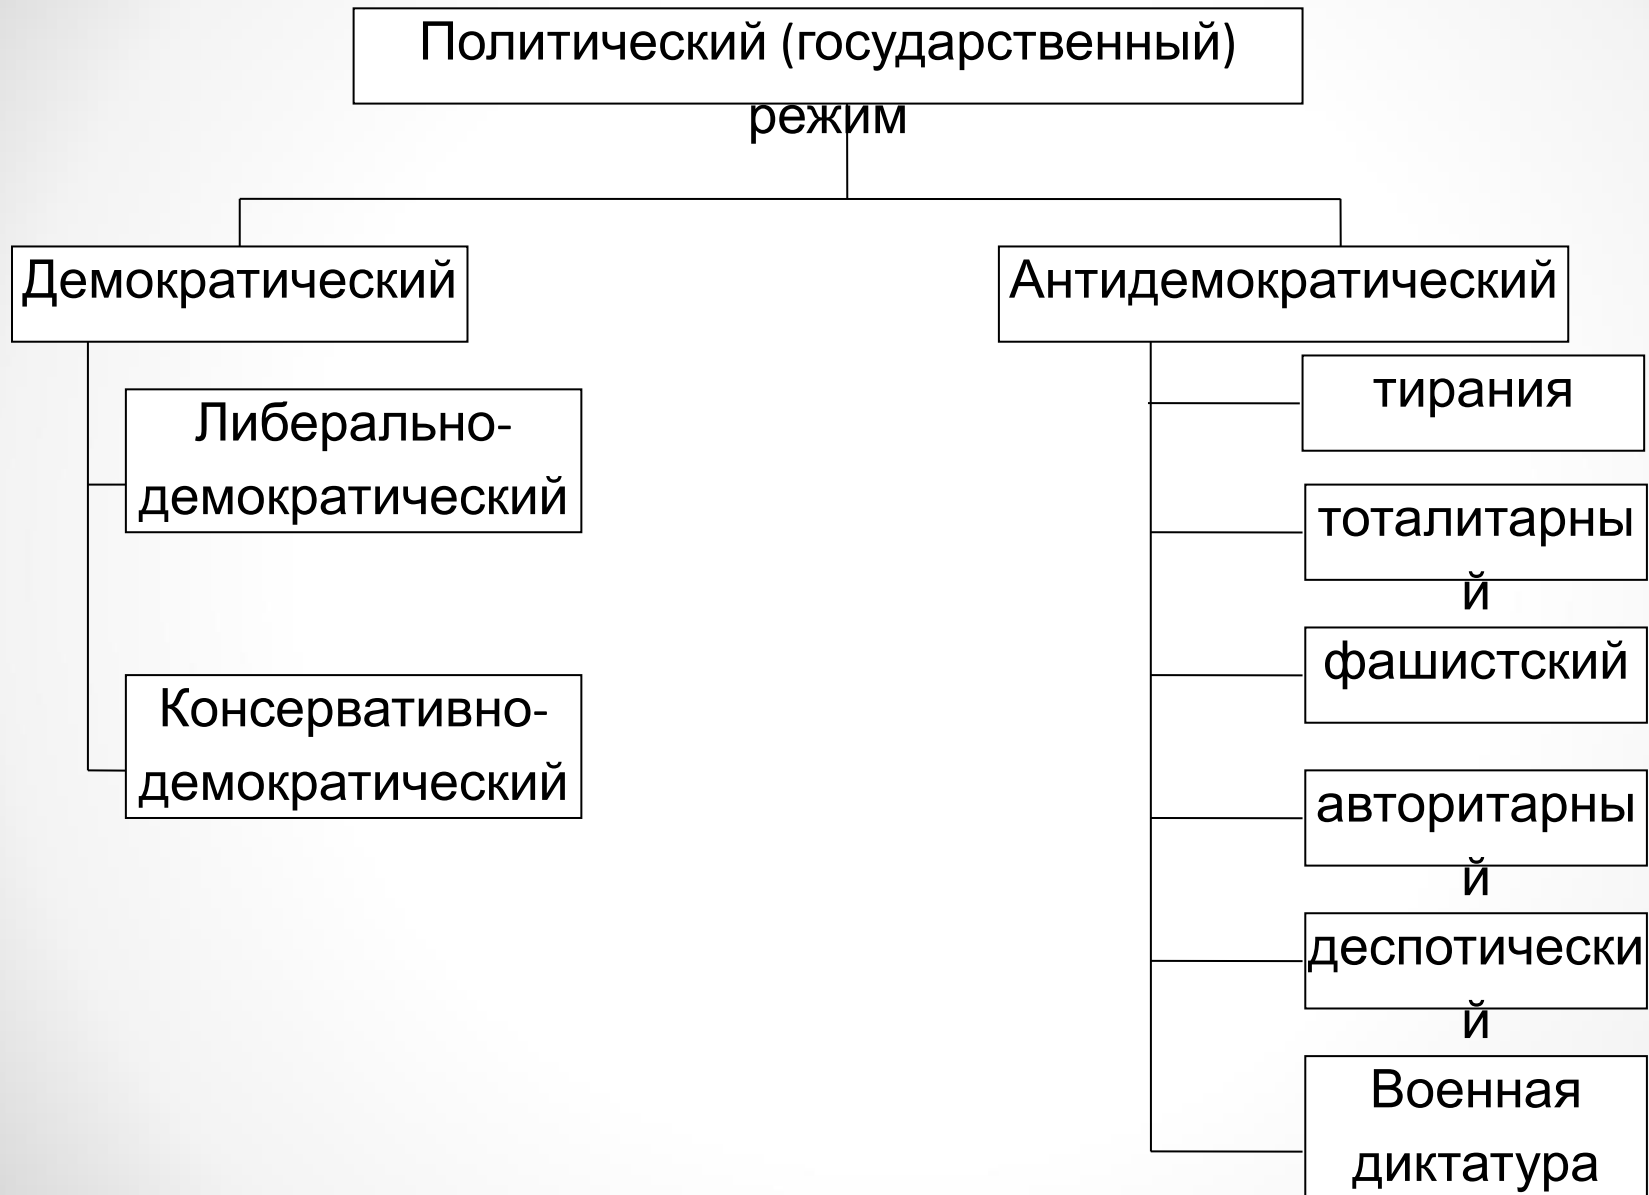 Политический (государственный)
режим
Демократический
Либерально-
демократический
Консервативно-
демократический
Антидемократический
тирания
тоталитарны
й
фашистский
авторитарны
й
деспотически
й
Военная
диктатура